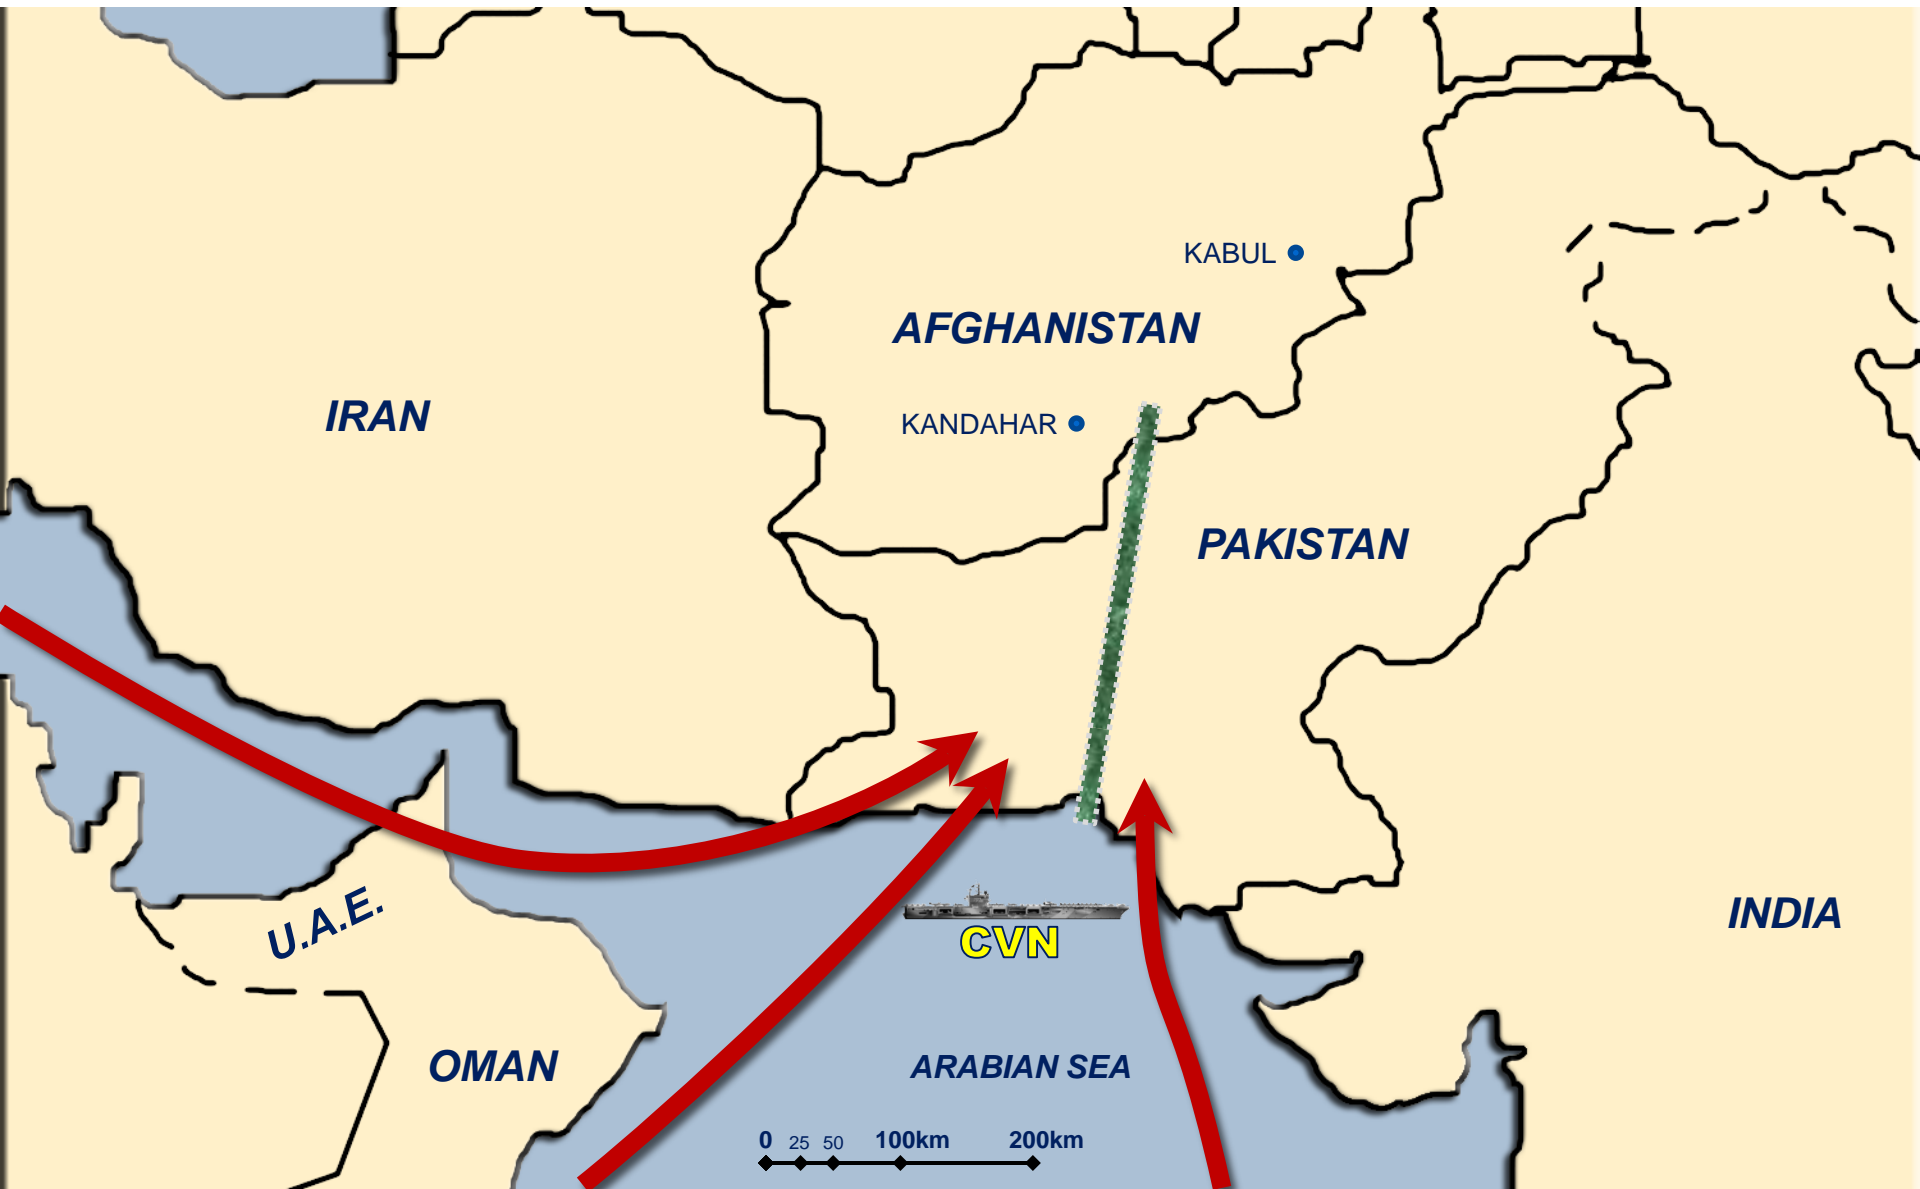 KABUL
AFGHANISTAN
IRAN
KANDAHAR
PAKISTAN
U.A.E.
CVN
INDIA
OMAN
ARABIAN SEA
0 25 50 100km 200km